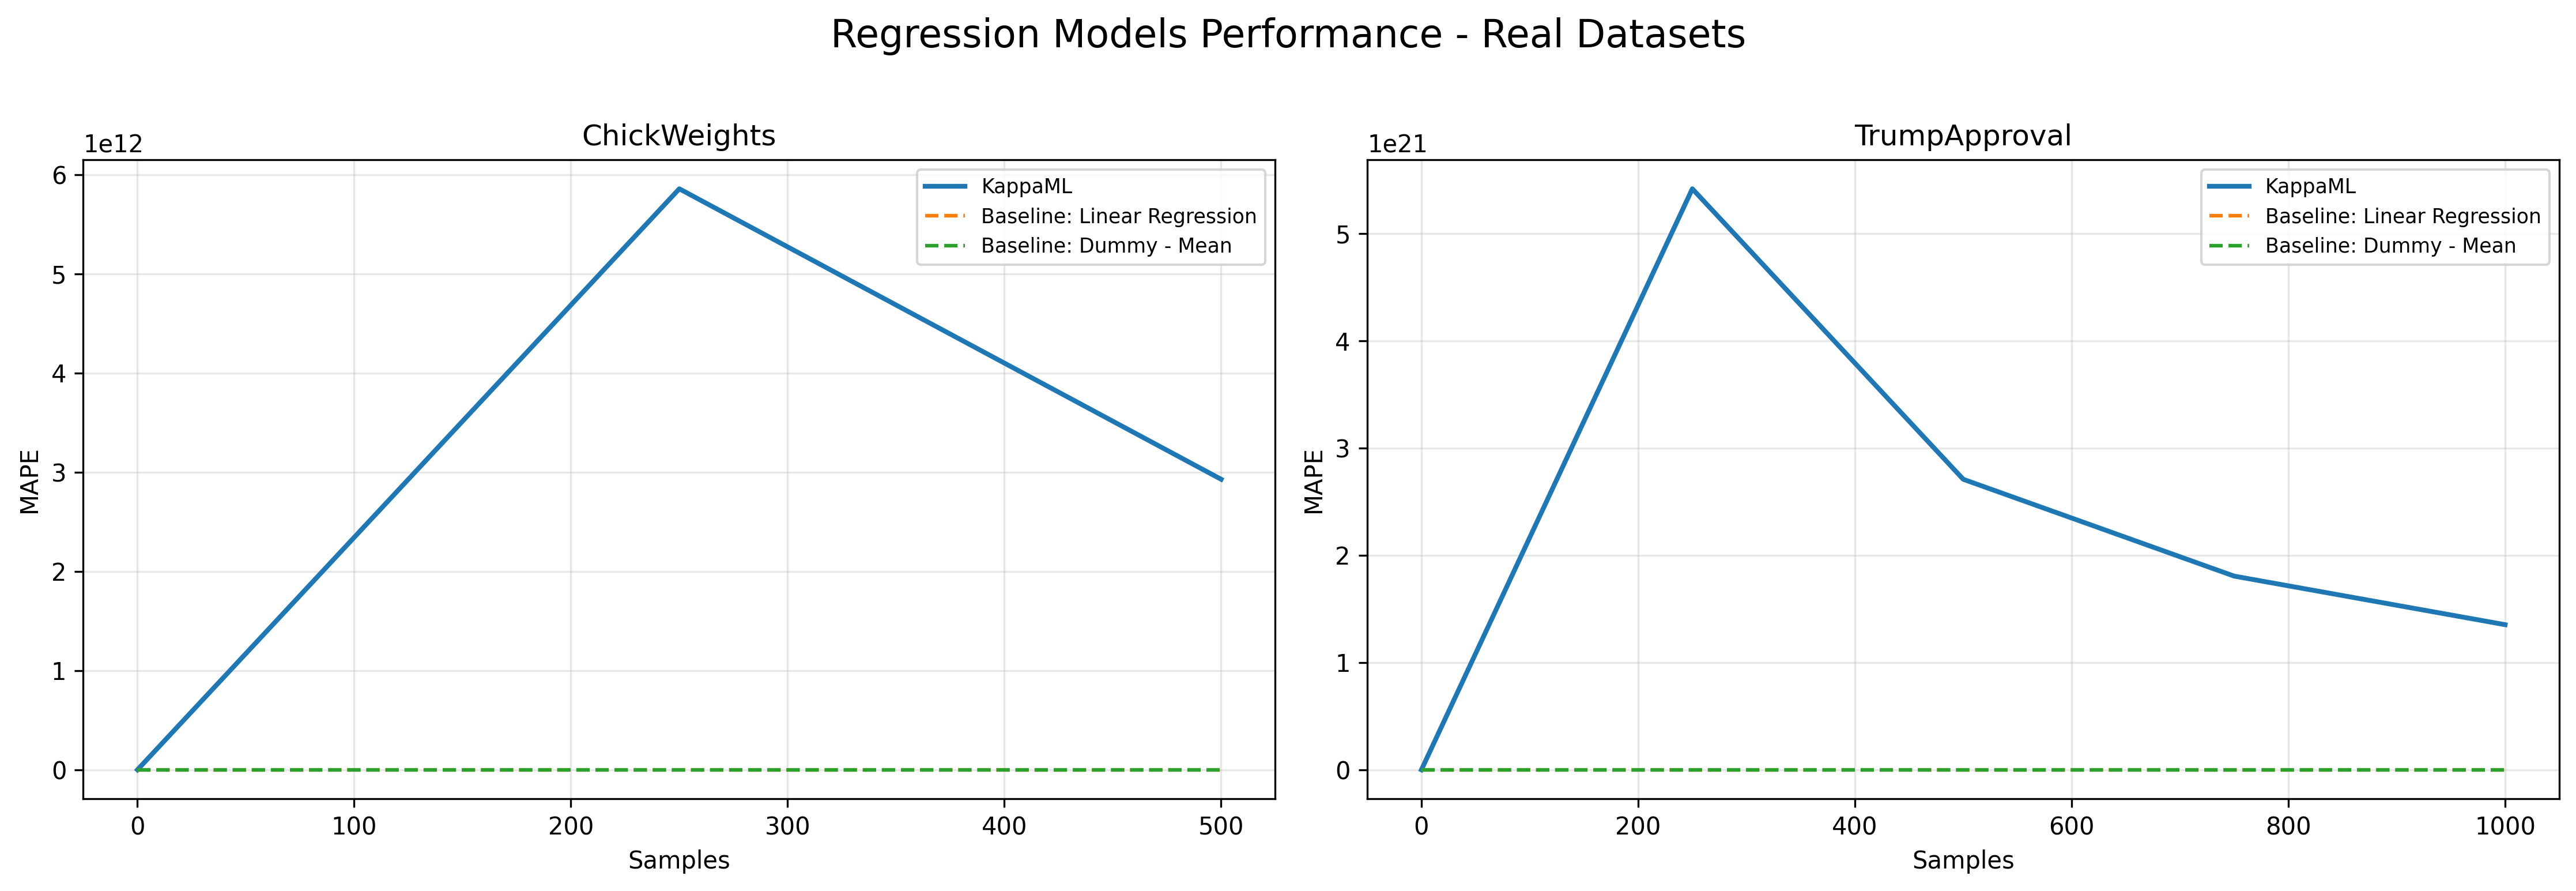 Regression Models Performance - Real Datasets
ChickWeights
1e12
6
5
4
3
2
1
0
MAPE
0 100 200 300 400 500
Samples
KappaML
Baseline: Linear Regression
Baseline: Dummy - Mean
TrumpApproval
1e21
5
4
3
2
1
0
MAPE
0 200 400 600 800 1000
Samples
KappaML
Baseline: Linear Regression
Baseline: Dummy - Mean